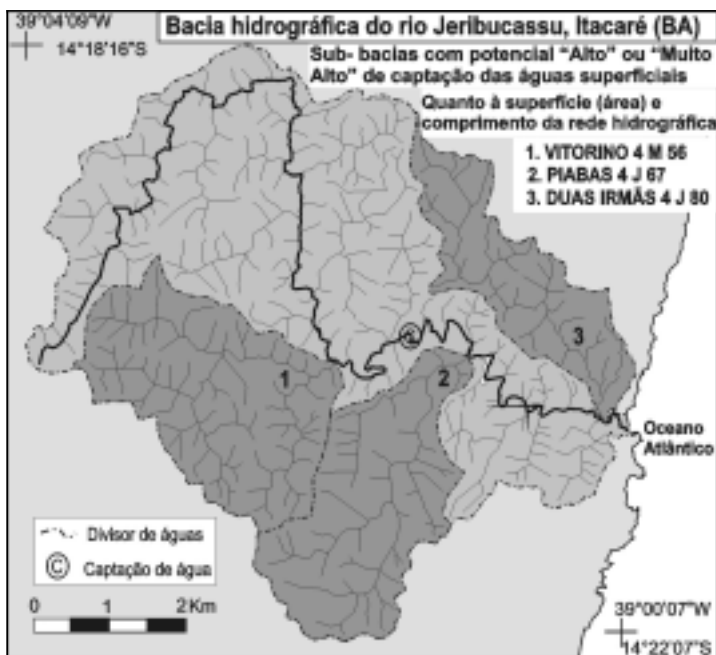 Bacia hidrográfica do rio Jeribucassu, Itacaré (BA)
39°04'09"W
14°18'16"S
Sub- bacias com potencial "Alto" ou "Muito
Alto" de captação das águas superficiais
Quanto à superfície (área) e
comprimento da rede hidrográfica
1. VITORINO 4 M 56
2. PIABAS 4 J 67
3. DUAS IRMÃS 4 J 80
3
1
2
C
Oceano
Atlântico
Divisor de águas
C Captação de água
0 1 2 Km
39°00'07"W
14°22'07"S